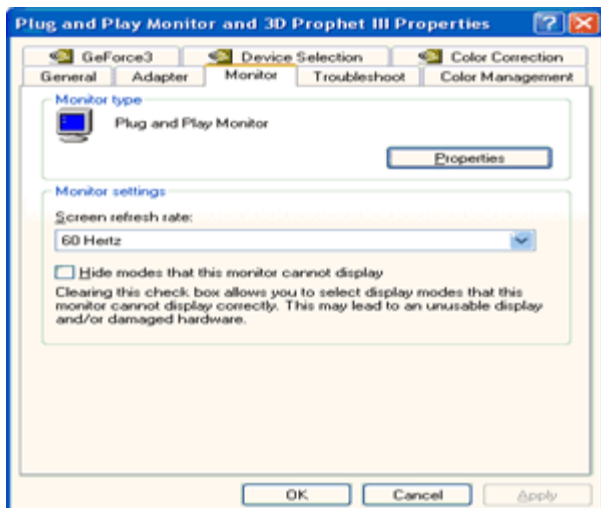 Plug and Play Monitor and 3D Prophet III Properties
GeForce3 Device Selection Color Correction
General Adapter Monitor Troubleshoot Color Management
Monitor type
Plug and Play Monitor
Properties
Monitor settings
Screen refresh rate:
60 Hertz
Hide modes that this monitor cannot display
Clearing this check box allows you to select display modes that this
monitor cannot display correctly. This may lead to an unusable display
and/or damaged hardware.
OK Cancel Apply